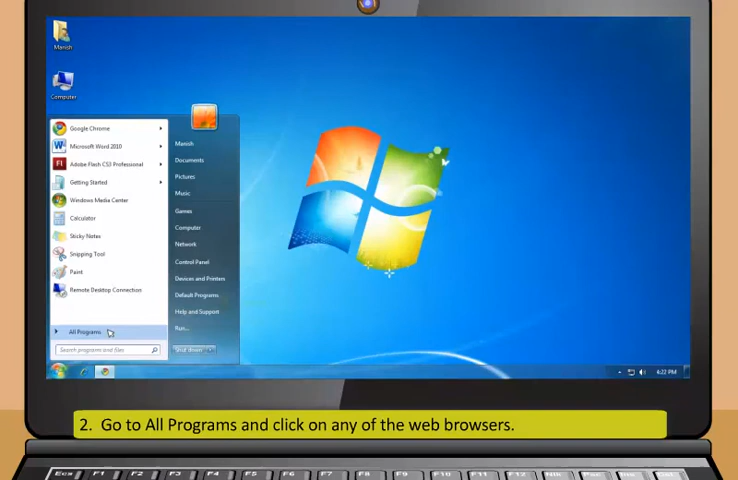 Manish
Computer
Google Chrome
Microsoft Word 2010
Adobe Flash CS3 Professional
Getting Started
Windows Media Center
Calculator
Sticky Notes
Snipping Tool
Paint
Remote Desktop Connection
All Programs
Search programs and files
Manish
Documents
Pictures
Music
Games
Computer
Network
Control Panel
Devices and Printers
Default Programs
Help and Support
Run...
Shut down
6:22 PM
2. Go to All Programs and click on any of the web browsers.
F1 F2 F3 F4 F5 F6 F7 F8 F9 F10 F11 F12